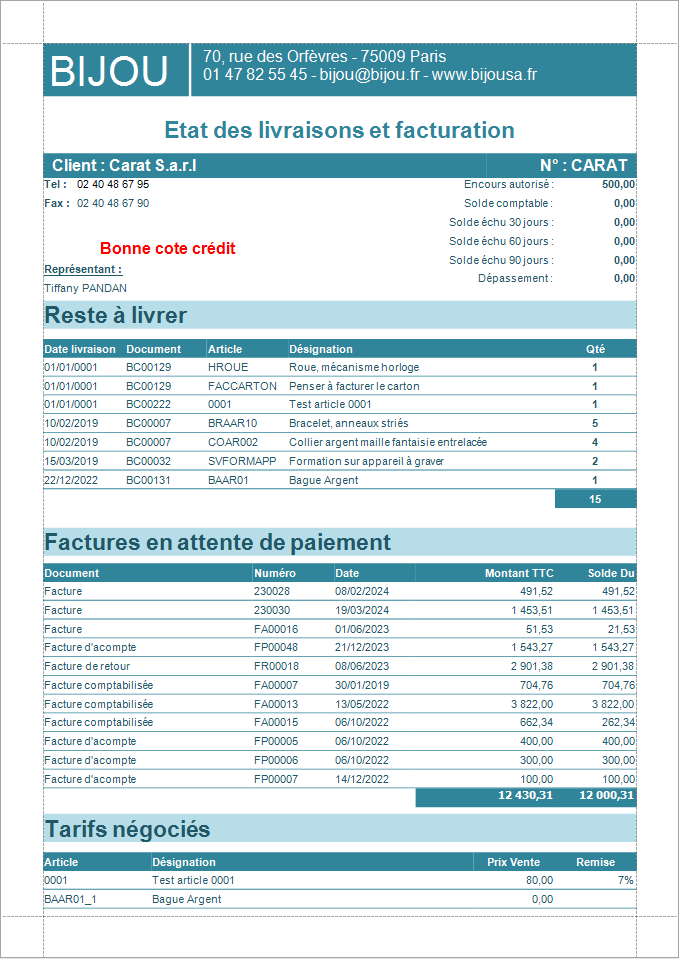 BIJOU
70, rue des Orfèvres - 75009 Paris
01 47 82 55 45 - bijou@bijou.fr - www.bijousa.fr
Etat des livraisons et facturation
Client : Carat S.a.r.l N° : CARAT
Tel : 02 40 48 67 95 Encours autorisé : 500,00
Fax : 02 40 48 67 90 Solde comptable : 0,00
Solde échu 30 jours : 0,00
Solde échu 60 jours : 0,00
Bonne cote crédit
Solde échu 90 jours : 0,00
Représentant :
Dépassement : 0,00
Tiffany PANDAN
Reste à livrer
Date livraison Document Article Désignation Qté
01/01/0001 BC00129 HROUE Roue, mécanisme horloge 1
01/01/0001 BC00129 FACCARTON Penser à facturer le carton 1
01/01/0001 BC00222 0001 Test article 0001 1
10/02/2019 BC00007 BRAAR10 Bracelet, anneaux striés 5
10/02/2019 BC00007 COAR002 Collier argent maille fantaisie entrelacée 4
15/03/2019 BC00032 SVFORMAPP Formation sur appareil à graver 2
22/12/2022 BC00131 BAAR01 Bague Argent 1
15
Factures en attente de paiement
Document Numéro Date Montant TTC Solde Du
Facture 230028 08/02/2024 491,52 491,52
Facture 230030 19/03/2024 1 453,51 1 453,51
Facture FA00016 01/06/2023 51,53 21,53
Facture d'acompte FP00048 21/12/2023 1 543,27 1 543,27
Facture de retour FR00018 08/06/2023 2 901,38 2 901,38
Facture comptabilisée FA00007 30/01/2019 704,76 704,76
Facture comptabilisée FA00013 13/05/2022 3 822,00 3 822,00
Facture comptabilisée FA00015 06/10/2022 662,34 262,34
Facture d'acompte FP00005 06/10/2022 400,00 400,00
Facture d'acompte FP00006 06/10/2022 300,00 300,00
Facture d'acompte FP00007 14/12/2022 100,00 100,00
12 430,31 12 000,31
Tarifs négociés
Article Désignation Prix Vente Remise
0001 Test article 0001 80,00 7%
BAAR01_1 Bague Argent 0,00